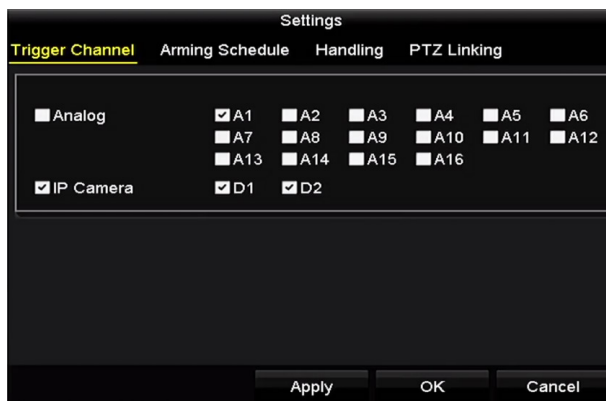 Settings
Trigger Channel Arming Schedule Handling PTZ Linking
Analog A1 A2 A3 A4 A5 A6
A7 A8 A9 A10 A11 A12
A13 A14 A15 A16
IP Camera D1 D2
Apply OK Cancel